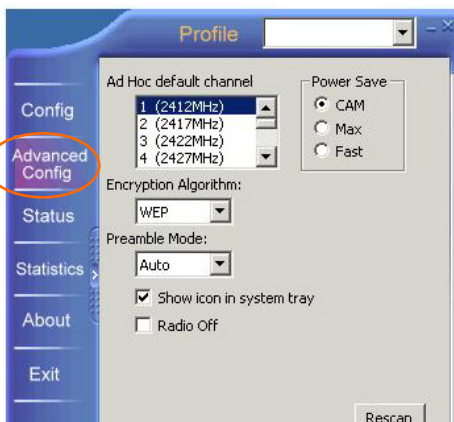 Profile
Config
Advanced
Config
Status
Statistics
About
Exit
Ad Hoc default channel
1 (2412MHz)
2 (2417MHz)
3 (2422MHz)
4 (2427MHz)
Power Save
CAM
Max
Fast
Encryption Algorithm:
WEP
Preamble Mode:
Auto
Show icon in system tray
Radio Off
Rescan